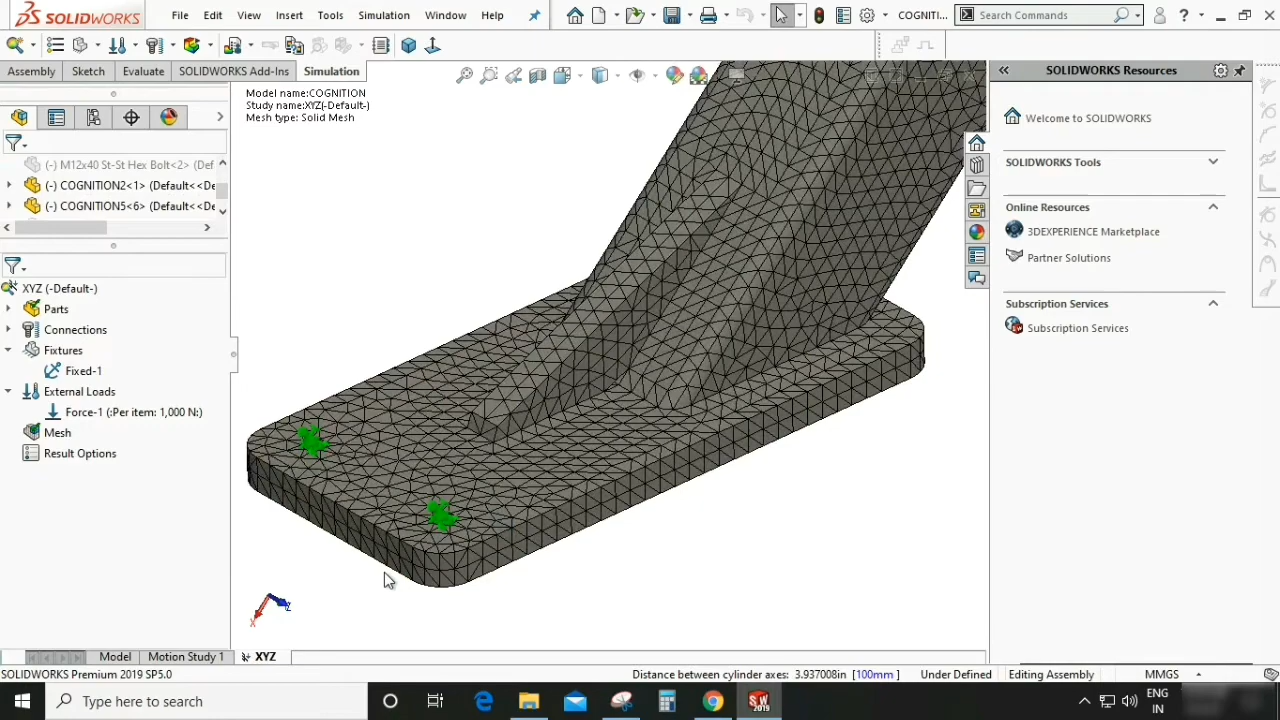 SOLIDWORKS
File Edit View Insert Tools Simulation Window Help
COGNITI...
Search Commands
Assembly Sketch Evaluate SOLIDWORKS Add-Ins Simulation
Model name:COGNITION
Study name:XYZ(-Default-)
Mesh type: Solid Mesh
(-) M12x40 St-St Hex Bolt<2> (Def
(-) COGNITION2<1> (Default<<De
(-) COGNITION5<6> (Default<<De
XYZ (-Default-)
Parts
Connections
Fixtures
Fixed-1
External Loads
Force-1 (:Per item: 1,000 N:)
Mesh
Result Options
X
Z
SOLIDWORKS Resources
Welcome to SOLIDWORKS
SOLIDWORKS Tools
Online Resources
3DEXPERIENCE Marketplace
Partner Solutions
Subscription Services
Subscription Services
Model Motion Study 1 XYZ
SOLIDWORKS Premium 2019 SP5.0
Distance between cylinder axes: 3.937008in [100mm] Under Defined Editing Assembly MMGS
Type here to search
SW 2019
ENG
IN